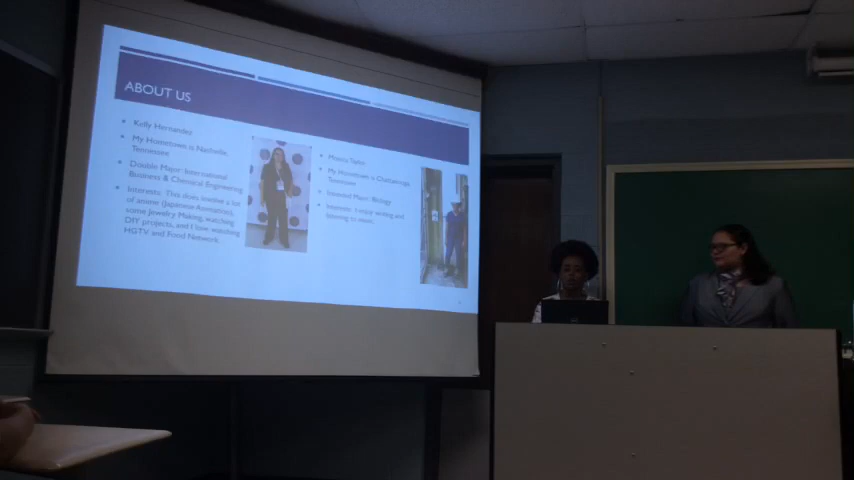 ABOUT US
Kelly Hernandez
My Hometown is Nashville,
Tennessee
Double Major: International
Business & Chemical Engineering
Interests: This does involve a lot
of anime (Japanese Animation),
some Jewelry Making, watching
DIY projects, and I love watching
HGTV and Food Network.
Monica Taylor
My Hometown is Chattanooga,
Tennessee
Intended Major: Biology
Interests: I enjoy writing and
listening to music.